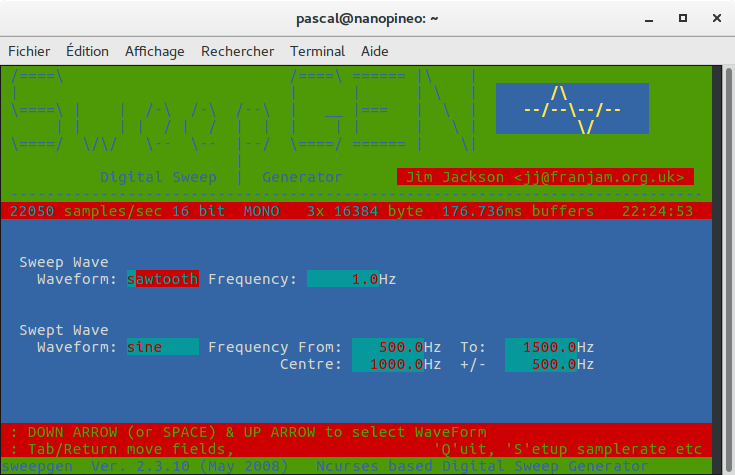 pascal@nanopineo: ~
Fichier Édition Affichage Rechercher Terminal Aide
Digital Sweep | Generator Jim Jackson <jj@franjam.org.uk>
22050 samples/sec 16 bit MONO 3x 16384 byte 176.736ms buffers 22:24:53
Sweep Wave
Waveform: sawtooth Frequency: 1.0Hz
Swept Wave
Waveform: sine Frequency From: 500.0Hz To: 1500.0Hz
Centre: 1000.0Hz +/- 500.0Hz
: DOWN ARROW (or SPACE) & UP ARROW to select WaveForm
: Tab/Return move fields, 'Q'uit, 'S'etup samplerate etc
sweepgen Ver. 2.3.10 (May 2008) Ncurses based Digital Sweep Generator